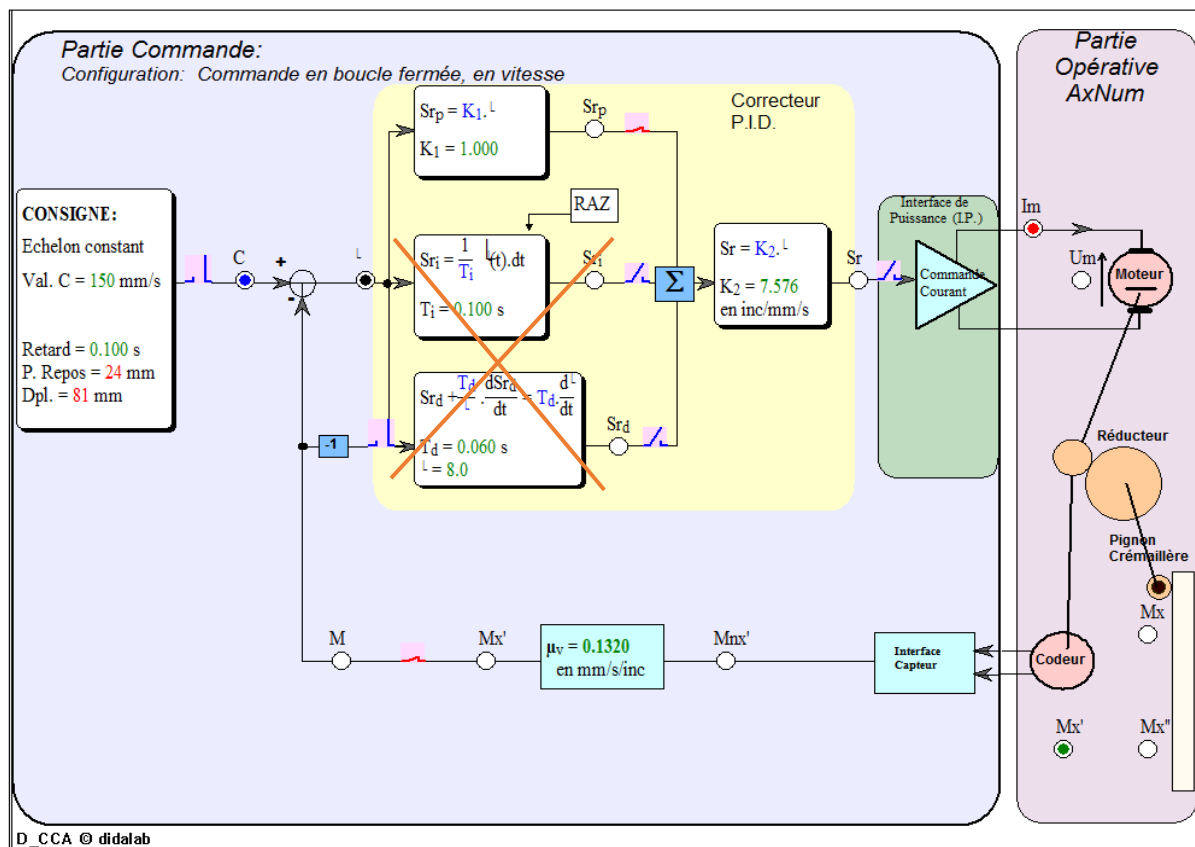 Partie Commande:
Configuration: Commande en boucle fermée, en vitesse
Partie
Opérative
AxNum
Correcteur
P.I.D.
CONSIGNE:
Echelon constant
Val. C = 150 mm/s
Retard = 0.100 s
P. Repos = 24 mm
Dpl. = 81 mm
C
+
-
└
Srp = K1.└
K1 = 1.000
Srp
RAZ
Sri = 1/Ti └(t).dt
Ti = 0.100 s
Sri
Srd + Td/└ . dSrd/dt = Td. d└/dt
Td = 0.060 s
└ = 8.0
Srd
-1
Σ
Sr = K2.└
K2 = 7.576
en inc/mm/s
Sr
Interface de
Puissance (I.P.)
Commande
Courant
Im
Um
Moteur
Réducteur
Pignon
Crémaillère
Mx
Codeur
Mx'
Mx"
M
Mx'
µv = 0.1320
en mm/s/inc
Mnx'
Interface
Capteur
D_CCA © didalab